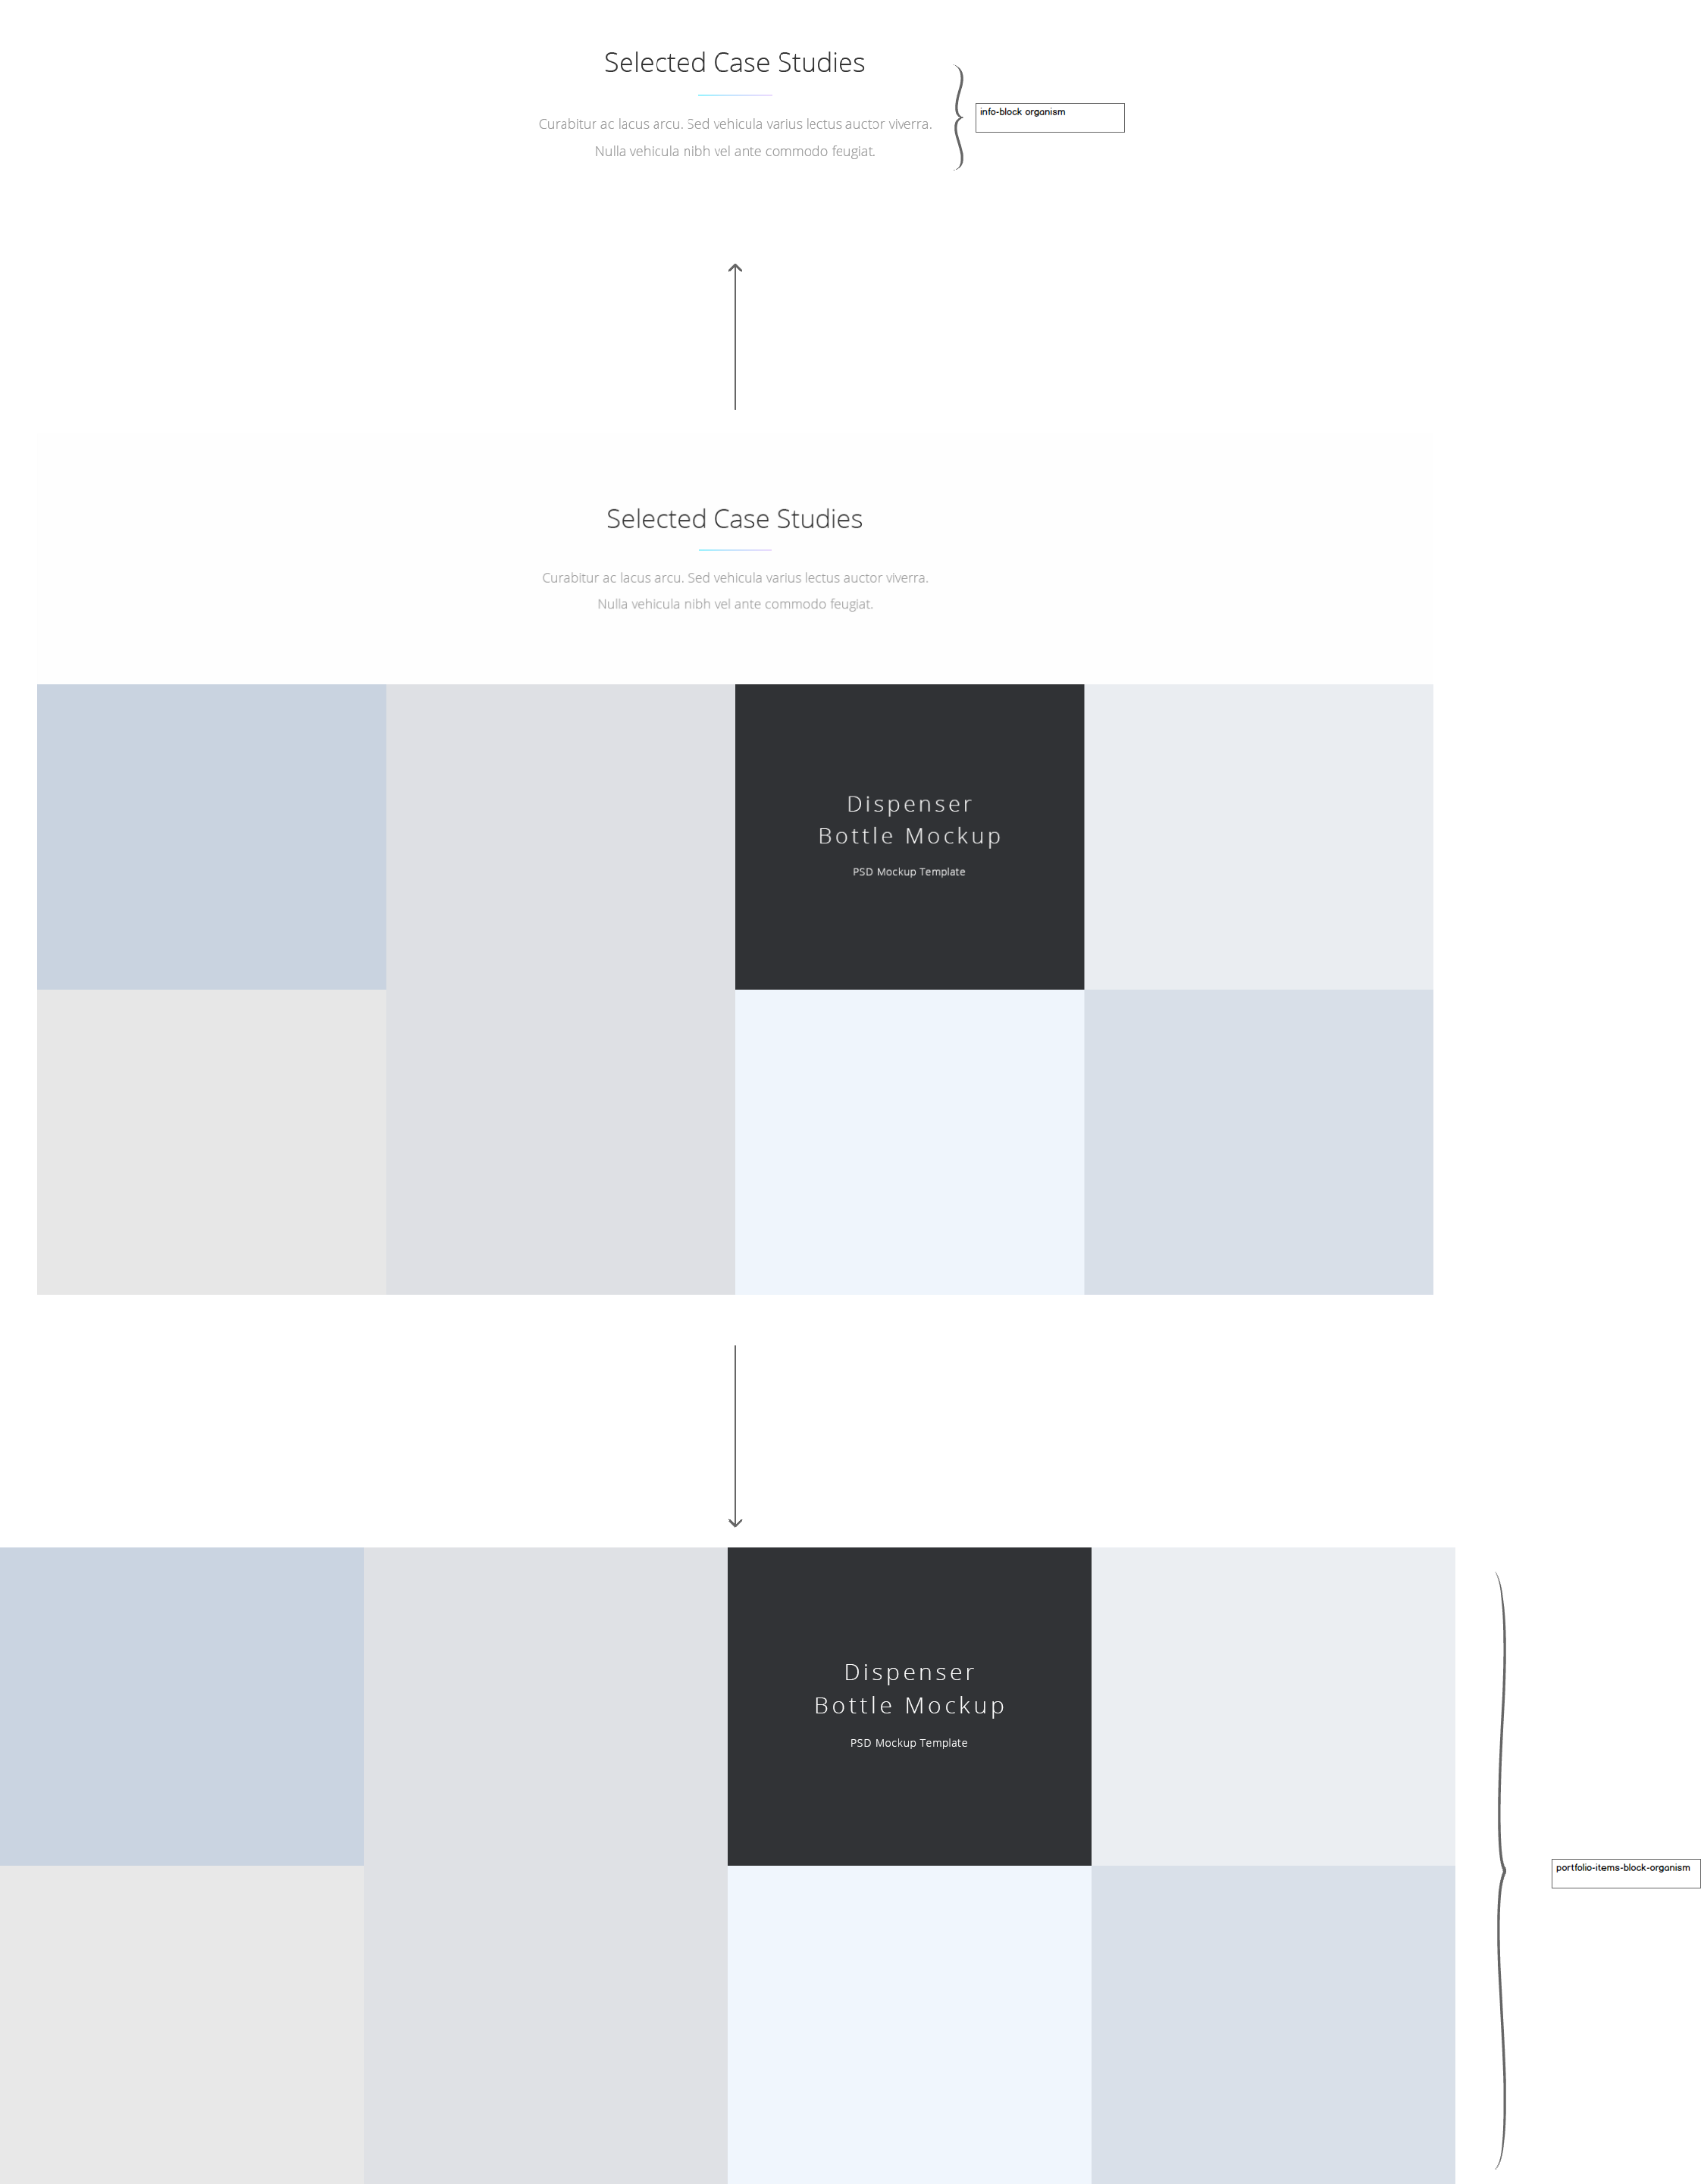 Selected Case Studies
Curabitur ac lacus arcu. Sed vehicula varius lectus auctor viverra.
Nulla vehicula nibh vel ante commodo feugiat.
info-block organism
Selected Case Studies
Curabitur ac lacus arcu. Sed vehicula varius lectus auctor viverra.
Nulla vehicula nibh vel ante commodo feugiat.
Dispenser
Bottle Mockup
PSD Mockup Template
Dispenser
Bottle Mockup
PSD Mockup Template
portfolio-items-block-organism